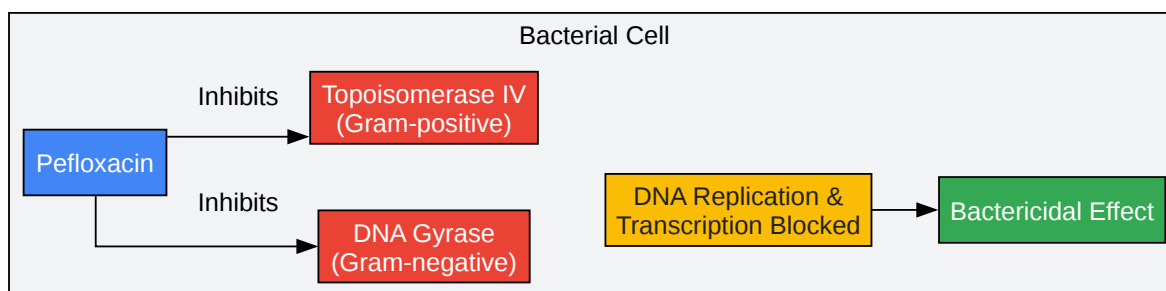 Bacterial Cell
Inhibits
Topoisomerase IV
(Gram-positive)
Pefloxacin
Inhibits
DNA Gyrase
(Gram-negative)
DNA Replication &
Transcription Blocked
Bactericidal Effect